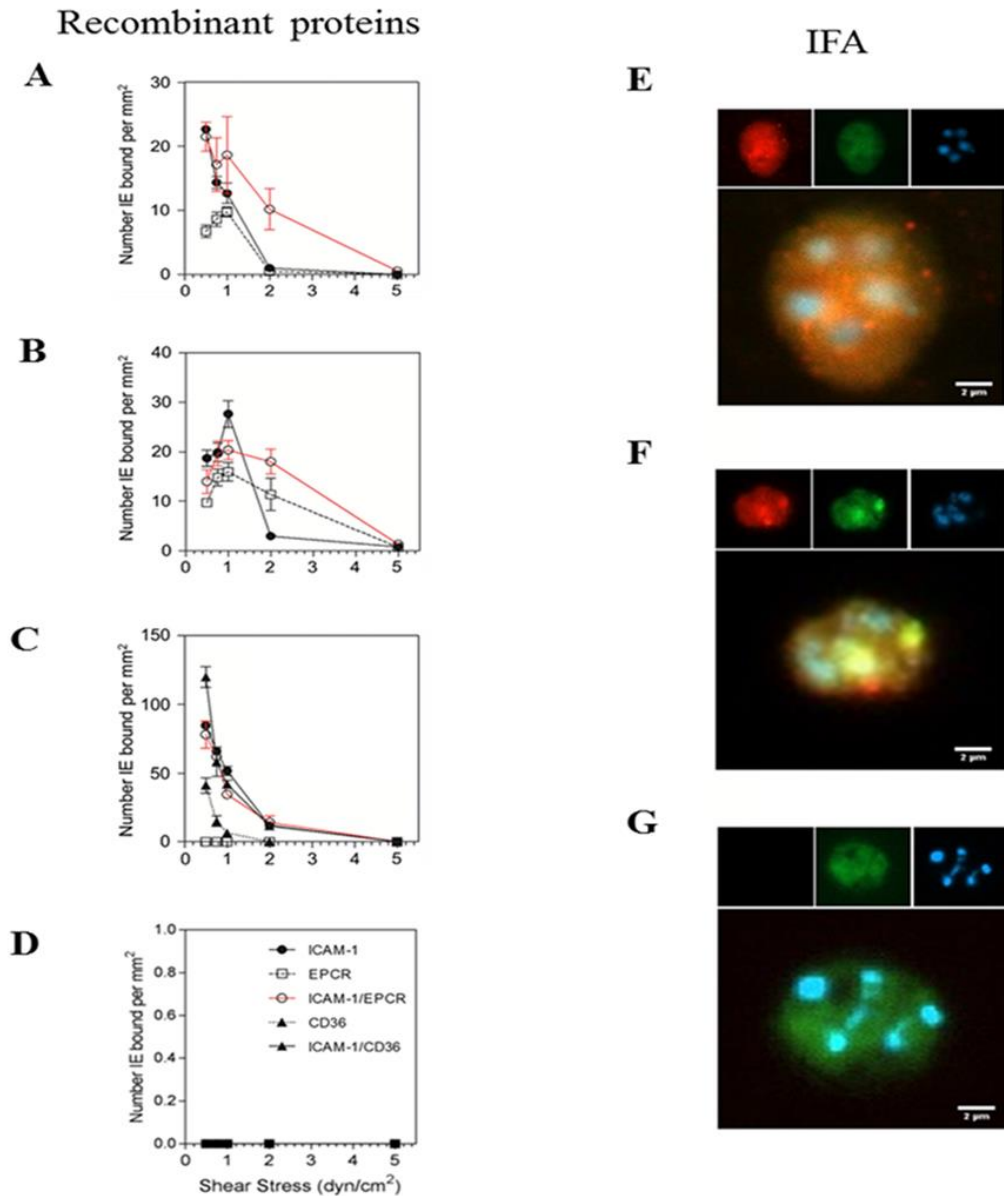 Recombinant proteins
IFA
A
30
20
10
0
0 1 2 3 4 5
Number IE bound per mm²
B
40
30
20
10
0
0 1 2 3 4 5
Number IE bound per mm²
C
150
100
50
0
0 1 2 3 4 5
Number IE bound per mm²
D
1.0
0.8
0.6
0.4
0.2
0.0
0 1 2 3 4 5
Number IE bound per mm²
ICAM-1
EPCR
ICAM-1/EPCR
CD36
ICAM-1/CD36
Shear Stress (dyn/cm²)
E
2 µm
F
2 µm
G
2 µm